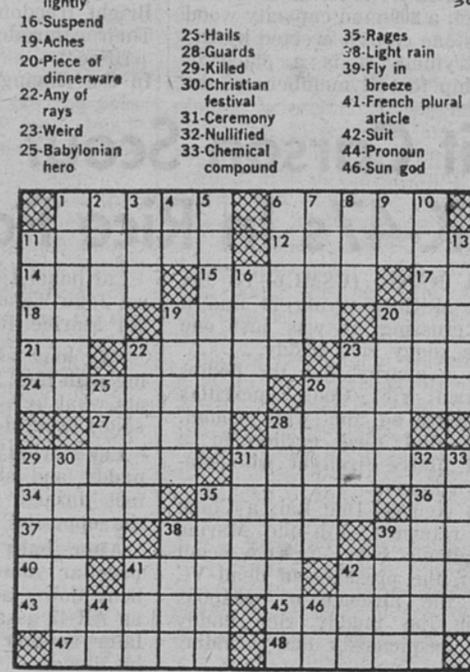 lightly
16-Suspend
19-Aches
20-Piece of
dinnerware
22-Any of
rays
23-Weird
25-Babylonian
hero
25-Hails
28-Guards
29-Killed
30-Christian
festival
31-Ceremony
32-Nullified
33-Chemical
compound
35-Rages
38-Light rain
39-Fly in
breeze
41-French plural
article
42-Suit
44-Pronoun
46-Sun god
1 2 3 4 5 6 7 8 9 10
11 12 13
14 15 16 17
18 19 20
21 22 23
24 25 26
27 28
29 30 31 32 33
34 35 36
37 38 39
40 41 42
43 44 45 46
47 48